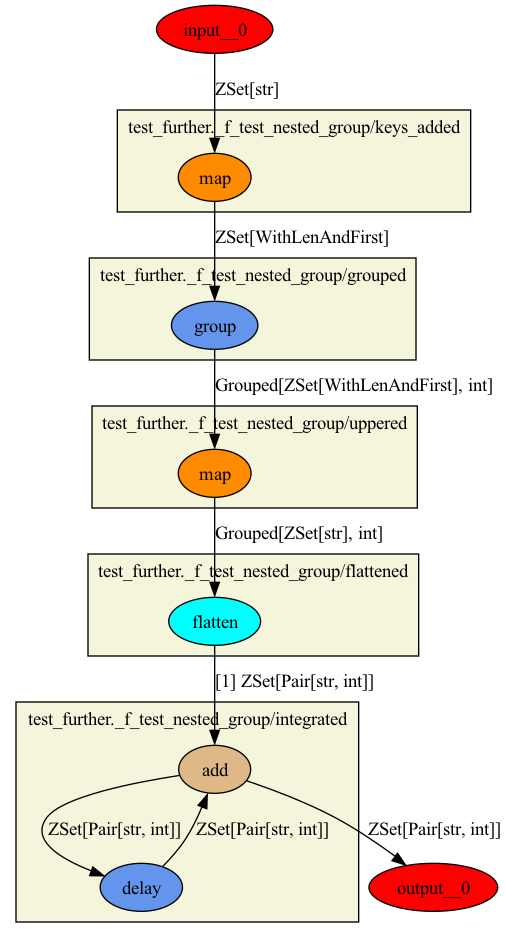 input__0
ZSet[str]
test_further._f_test_nested_group/keys_added
map
ZSet[WithLenAndFirst]
test_further._f_test_nested_group/grouped
group
Grouped[ZSet[WithLenAndFirst], int]
test_further._f_test_nested_group/uppered
map
Grouped[ZSet[str], int]
test_further._f_test_nested_group/flattened
flatten
[1] ZSet[Pair[str, int]]
test_further._f_test_nested_group/integrated
add
ZSet[Pair[str, int]]
ZSet[Pair[str, int]]
ZSet[Pair[str, int]]
delay
output__0